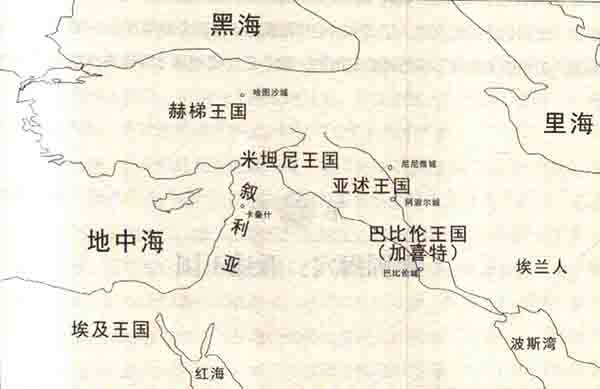 黑海
哈图沙城
赫梯王国
里海
米坦尼王国
尼尼微城
叙利亚
亚述王国
阿淑尔城
卡叠什
地中海
巴比伦王国
（加喜特）
巴比伦城
埃兰人
埃及王国
波斯湾
红海